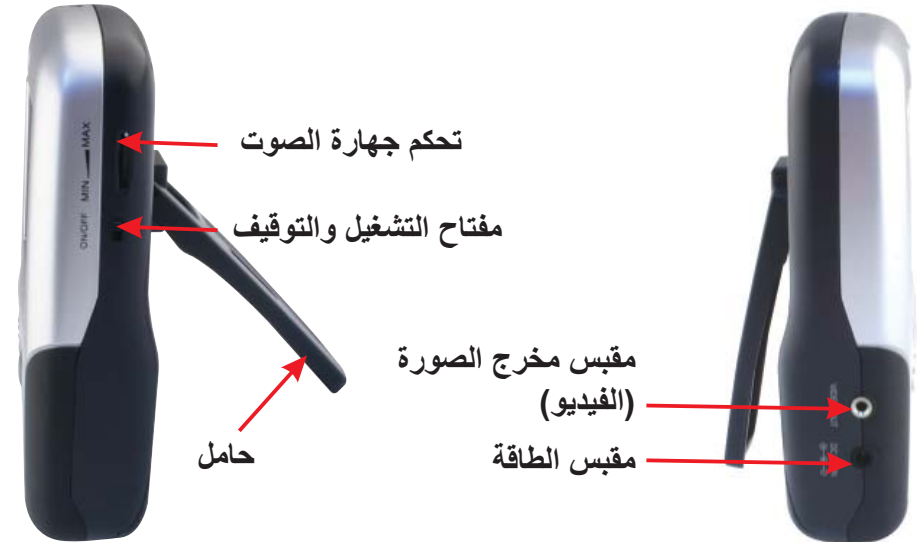 تحكم جهارة الصوت
مفتاح التشغيل والتوقيف
حامل
مقبس مخرج الصورة
(الفيديو)
مقبس الطاقة
MAX
MIN
ON/OFF